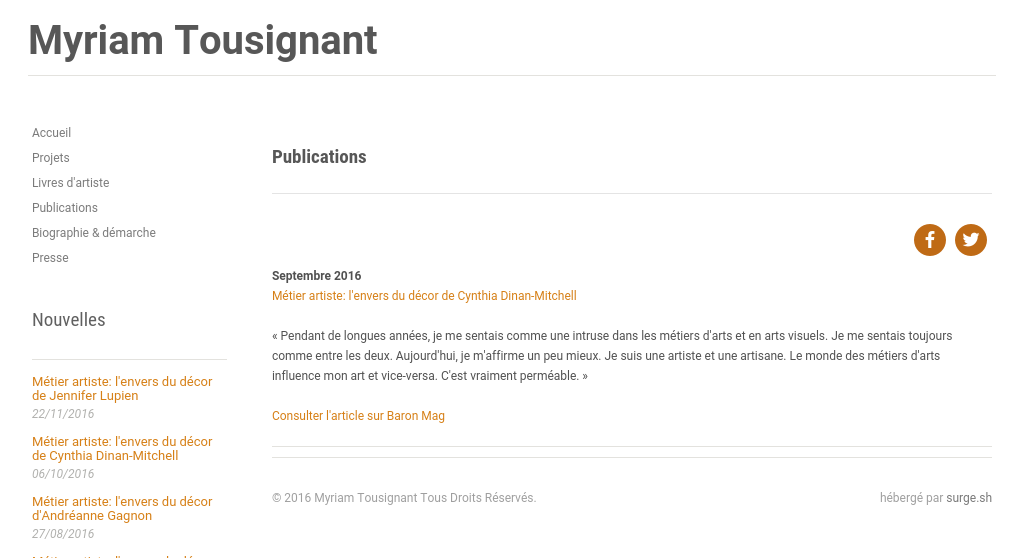 Myriam Tousignant
Accueil
Projets
Livres d'artiste
Publications
Biographie & démarche
Presse
Nouvelles
Métier artiste: l'envers du décor
de Jennifer Lupien
22/11/2016
Métier artiste: l'envers du décor
de Cynthia Dinan-Mitchell
06/10/2016
Métier artiste: l'envers du décor
d'Andréanne Gagnon
27/08/2016
Publications
Septembre 2016
Métier artiste: l'envers du décor de Cynthia Dinan-Mitchell
« Pendant de longues années, je me sentais comme une intruse dans les métiers d'arts et en arts visuels. Je me sentais toujours
comme entre les deux. Aujourd'hui, je m'affirme un peu mieux. Je suis une artiste et une artisane. Le monde des métiers d'arts
influence mon art et vice-versa. C'est vraiment perméable. »
Consulter l'article sur Baron Mag
© 2016 Myriam Tousignant Tous Droits Réservés.
hébergé par surge.sh